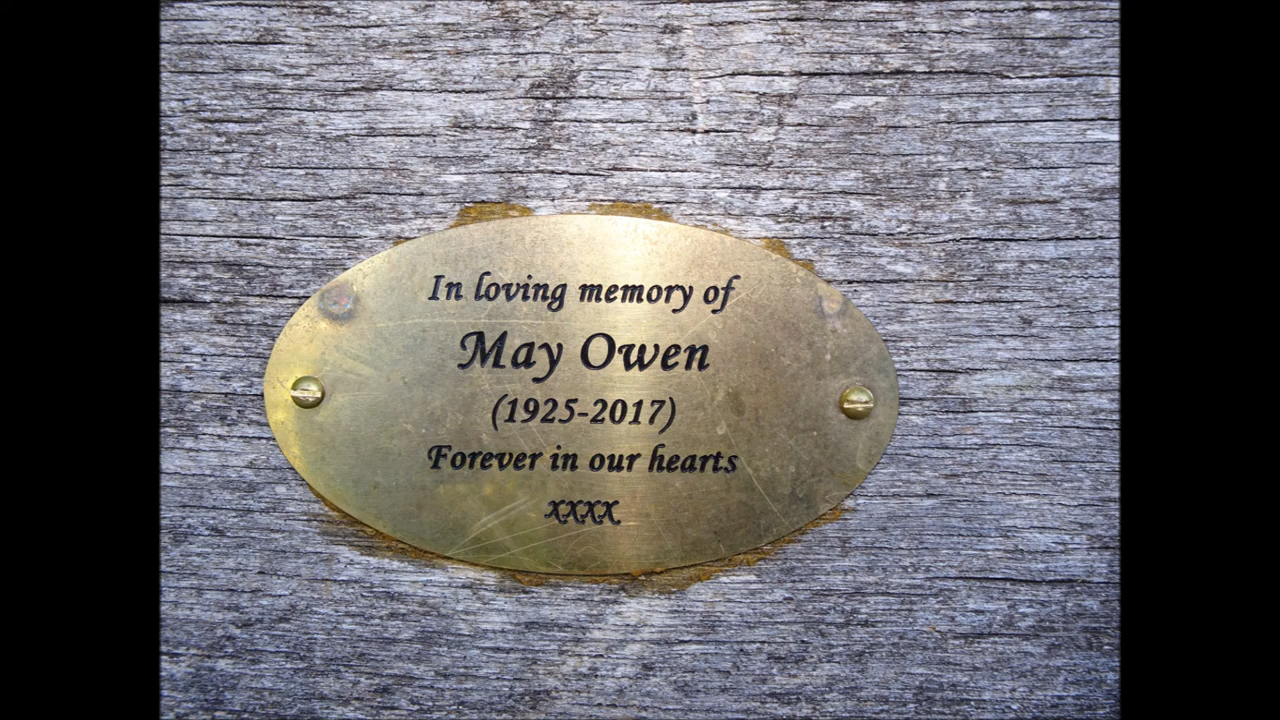 In loving memory of
May Owen
(1925-2017)
Forever in our hearts
xxxx